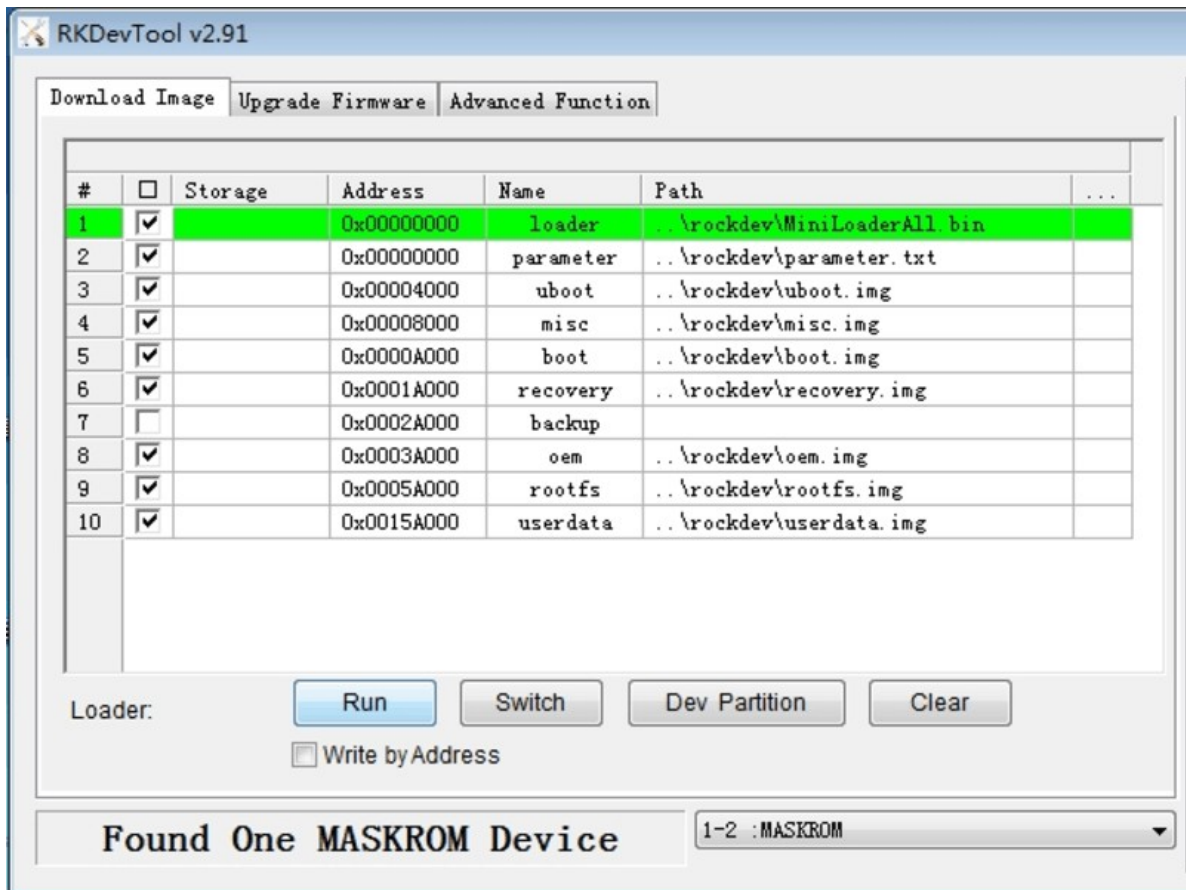 RKDevTool v2.91
Download Image Upgrade Firmware Advanced Function
# Storage Address Name Path ...
1 0x00000000 loader ..\rockdev\MiniLoaderAll.bin
2 0x00000000 parameter ..\rockdev\parameter.txt
3 0x00004000 uboot ..\rockdev\uboot.img
4 0x00008000 misc ..\rockdev\misc.img
5 0x0000A000 boot ..\rockdev\boot.img
6 0x0001A000 recovery ..\rockdev\recovery.img
7 0x0002A000 backup
8 0x0003A000 oem ..\rockdev\oem.img
9 0x0005A000 rootfs ..\rockdev\rootfs.img
10 0x0015A000 userdata ..\rockdev\userdata.img
Loader: Run Switch Dev Partition Clear
Write by Address
Found One MASKROM Device 1-2 :MASKROM